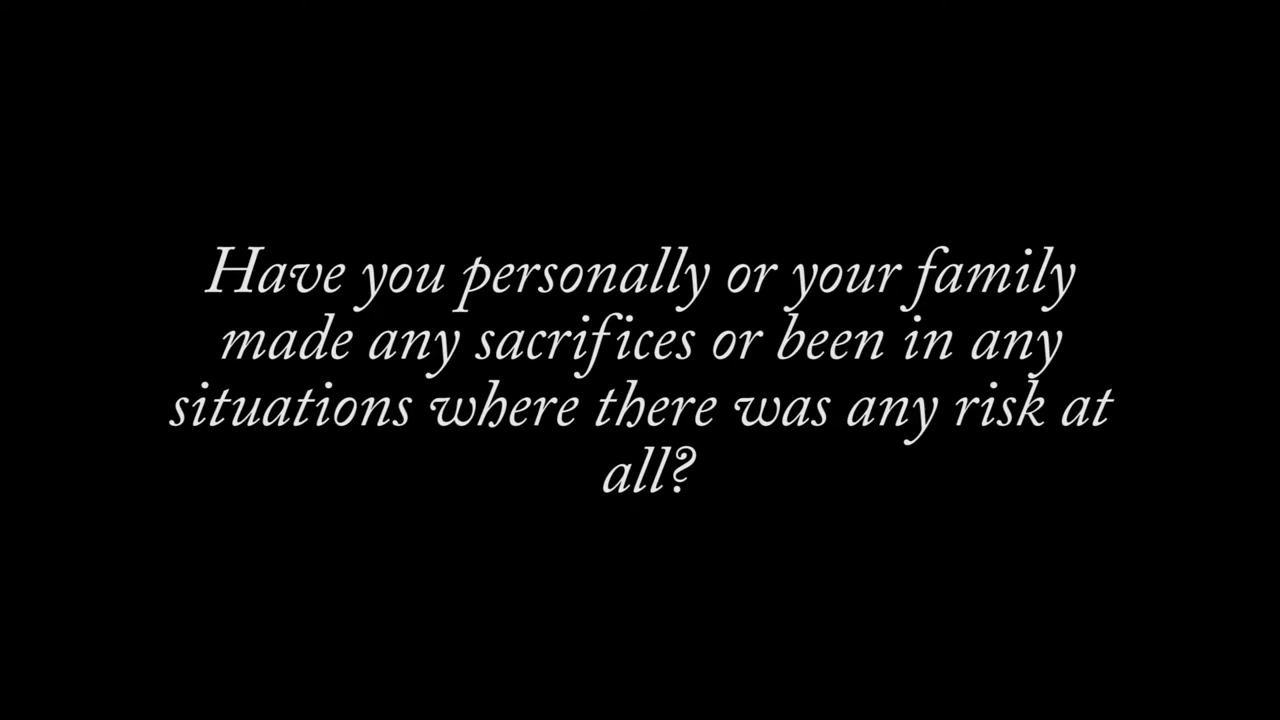 Have you personally or your family
made any sacrifices or been in any
situations where there was any risk at
all?